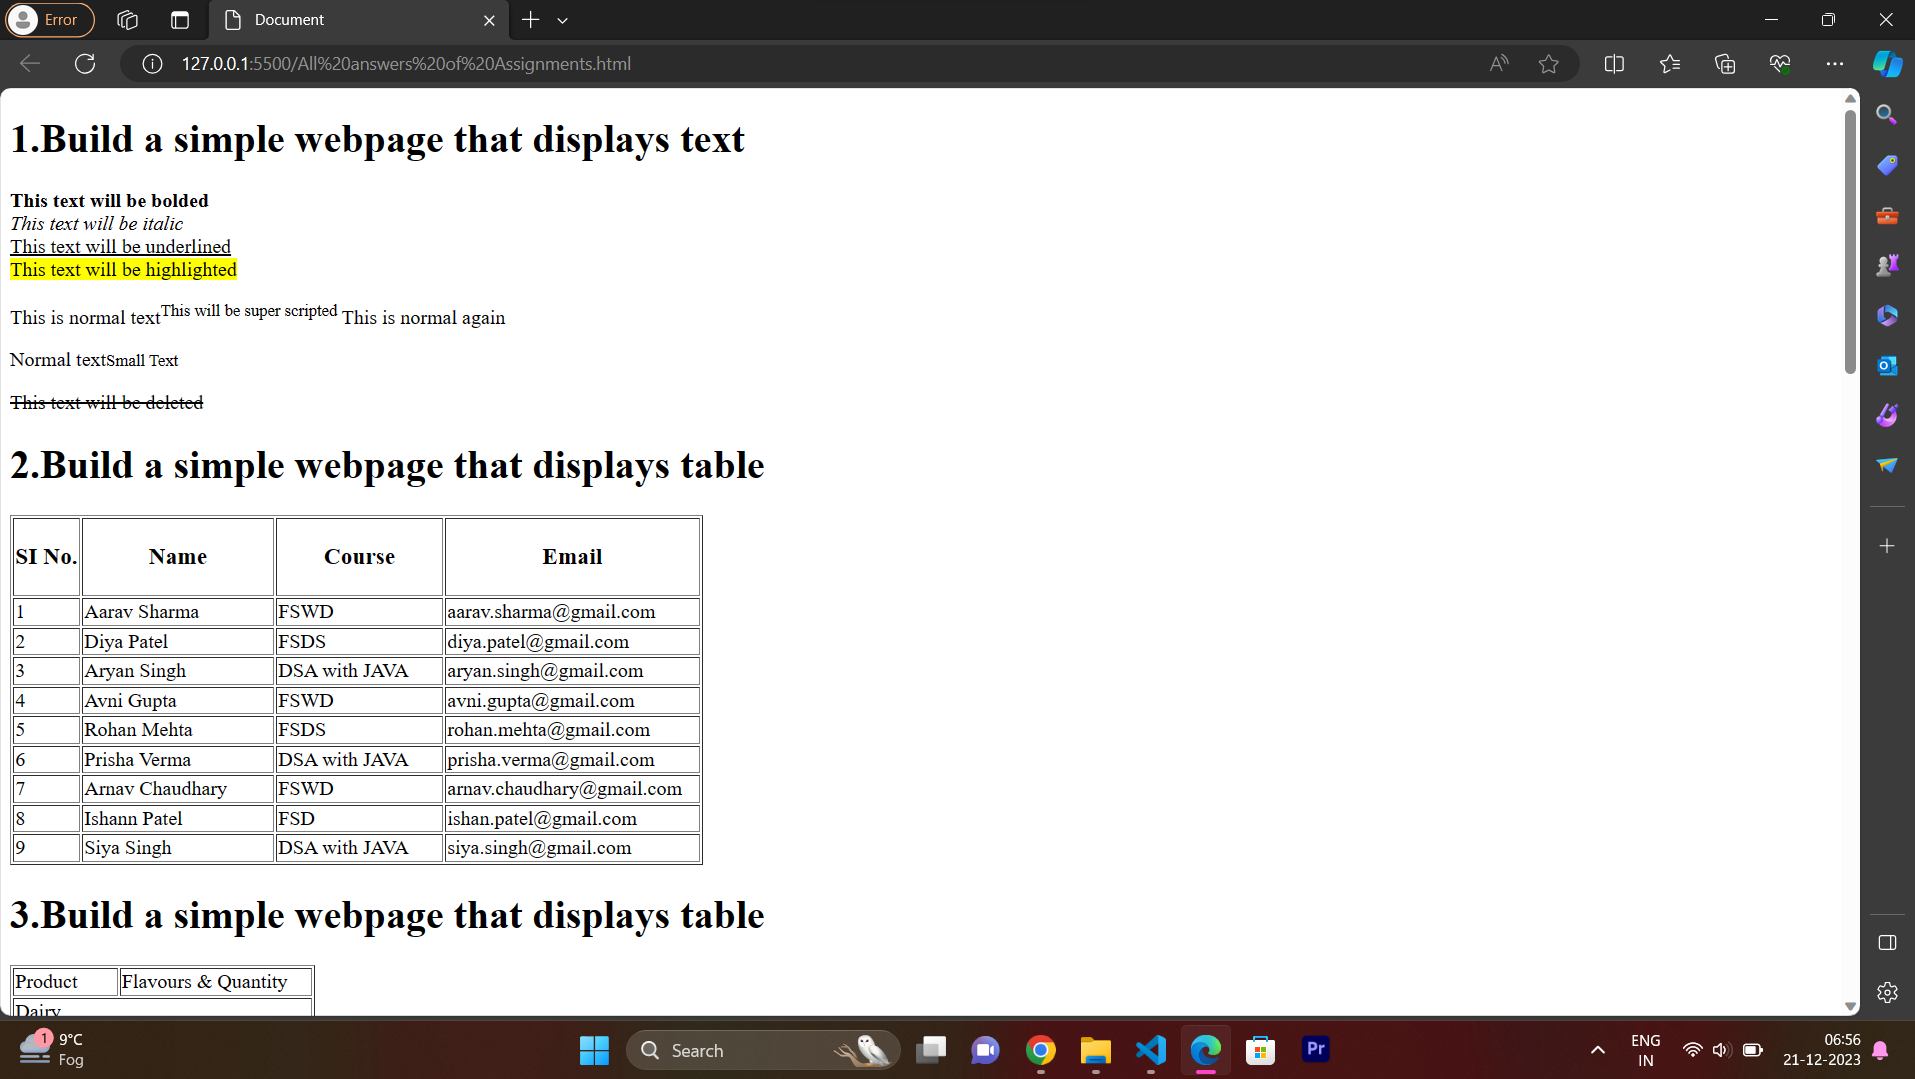 Error
Document
127.0.0.1:5500/All%20answers%20of%20Assignments.html
1.Build a simple webpage that displays text
This text will be bolded
This text will be italic
This text will be underlined
This text will be highlighted
This is normal textThis will be super scripted This is normal again
Normal textSmall Text
This text will be deleted
2.Build a simple webpage that displays table
SI No. Name Course Email
1 Aarav Sharma FSWD aarav.sharma@gmail.com
2 Diya Patel FSDS diya.patel@gmail.com
3 Aryan Singh DSA with JAVA aryan.singh@gmail.com
4 Avni Gupta FSWD avni.gupta@gmail.com
5 Rohan Mehta FSDS rohan.mehta@gmail.com
6 Prisha Verma DSA with JAVA prisha.verma@gmail.com
7 Arnav Chaudhary FSWD arnav.chaudhary@gmail.com
8 Ishann Patel FSD ishan.patel@gmail.com
9 Siya Singh DSA with JAVA siya.singh@gmail.com
3.Build a simple webpage that displays table
Product Flavours & Quantity
Dairy
1
9°C
Fog
Search
Pr
ENG
IN
06:56
21-12-2023